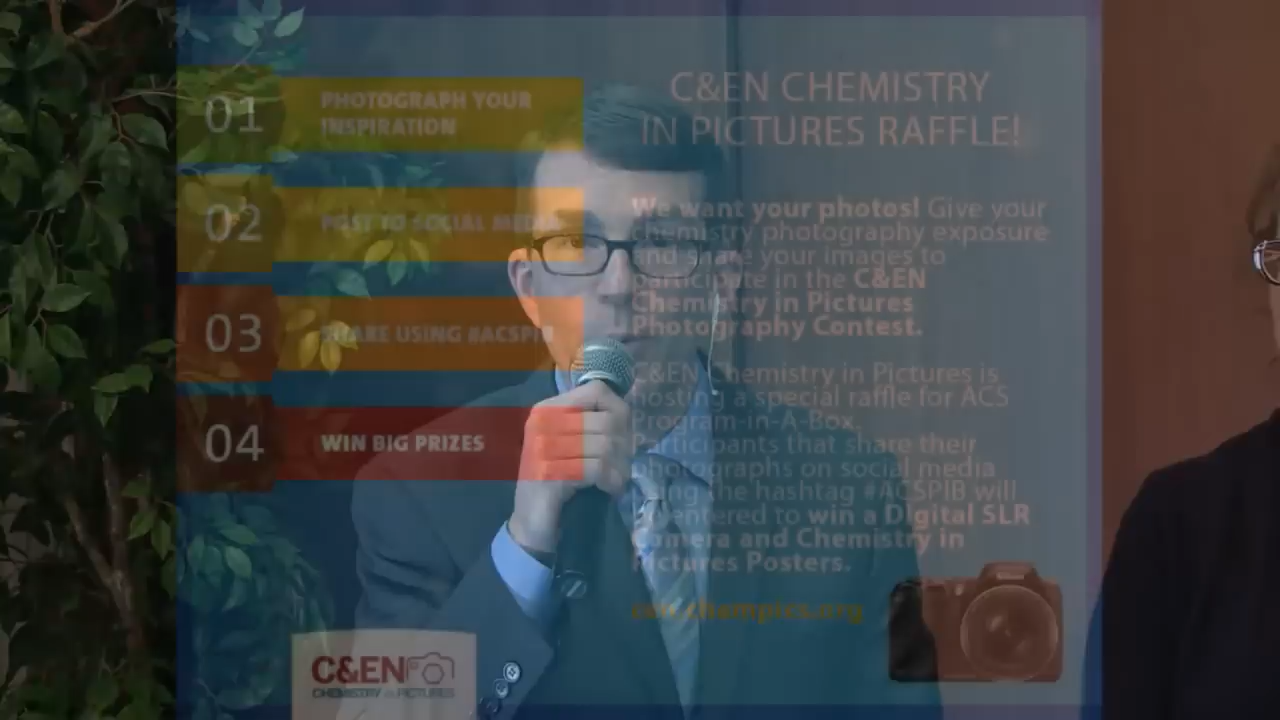 01
PHOTOGRAPH YOUR
INSPIRATION
02
POST TO SOCIAL MEDIA
03
SHARE USING #ACSPIB
04
WIN BIG PRIZES
C&EN
CHEMISTRY IN PICTURES
C&EN CHEMISTRY
IN PICTURES RAFFLE!
We want your photos! Give your
chemistry photography exposure
and share your images to
participate in the C&EN
Chemistry in Pictures
Photography Contest.
C&EN Chemistry in Pictures is
hosting a special raffle for ACS
Program-in-A-Box.
Participants that share their
photographs on social media
using the hashtag #ACSPIB will
be entered to win a Digital SLR
Camera and Chemistry in
Pictures Posters.
cen.chempics.org